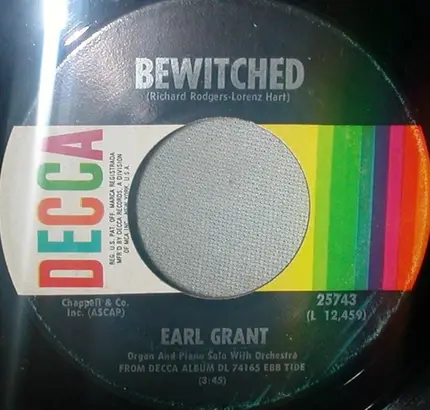 BEWITCHED
(Richard Rodgers-Lorenz Hart)
DECCA
REG. U.S. PAT. OFF. MARCA REGISTRADA
MFR'D BY DECCA RECORDS, A DIVISION
OF MCA INC., NEW YORK, U.S.A.
Chappell & Co.
Inc. (ASCAP)
25743
(L 12,459)
EARL GRANT
Organ And Piano Solo With Orchestra
FROM DECCA ALBUM DL 74165 EBB TIDE
(3:45)